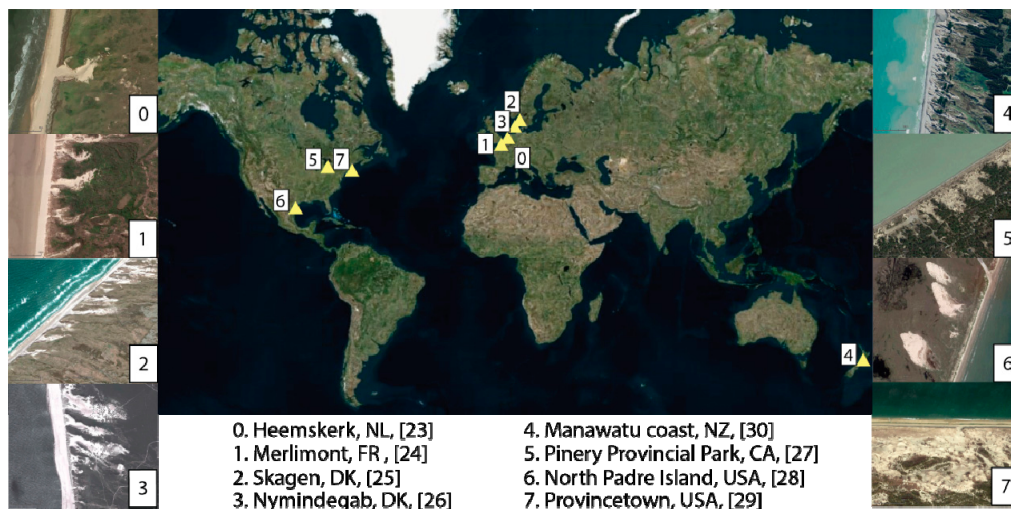 0
1
2
3
2
3
1
0
5
7
6
4
4
5
6
7
0. Heemskerk, NL, [23]
1. Merlimont, FR , [24]
2. Skagen, DK, [25]
3. Nymindegab, DK, [26]
4. Manawatu coast, NZ, [30]
5. Pinery Provincial Park, CA, [27]
6. North Padre Island, USA, [28]
7. Provincetown, USA, [29]